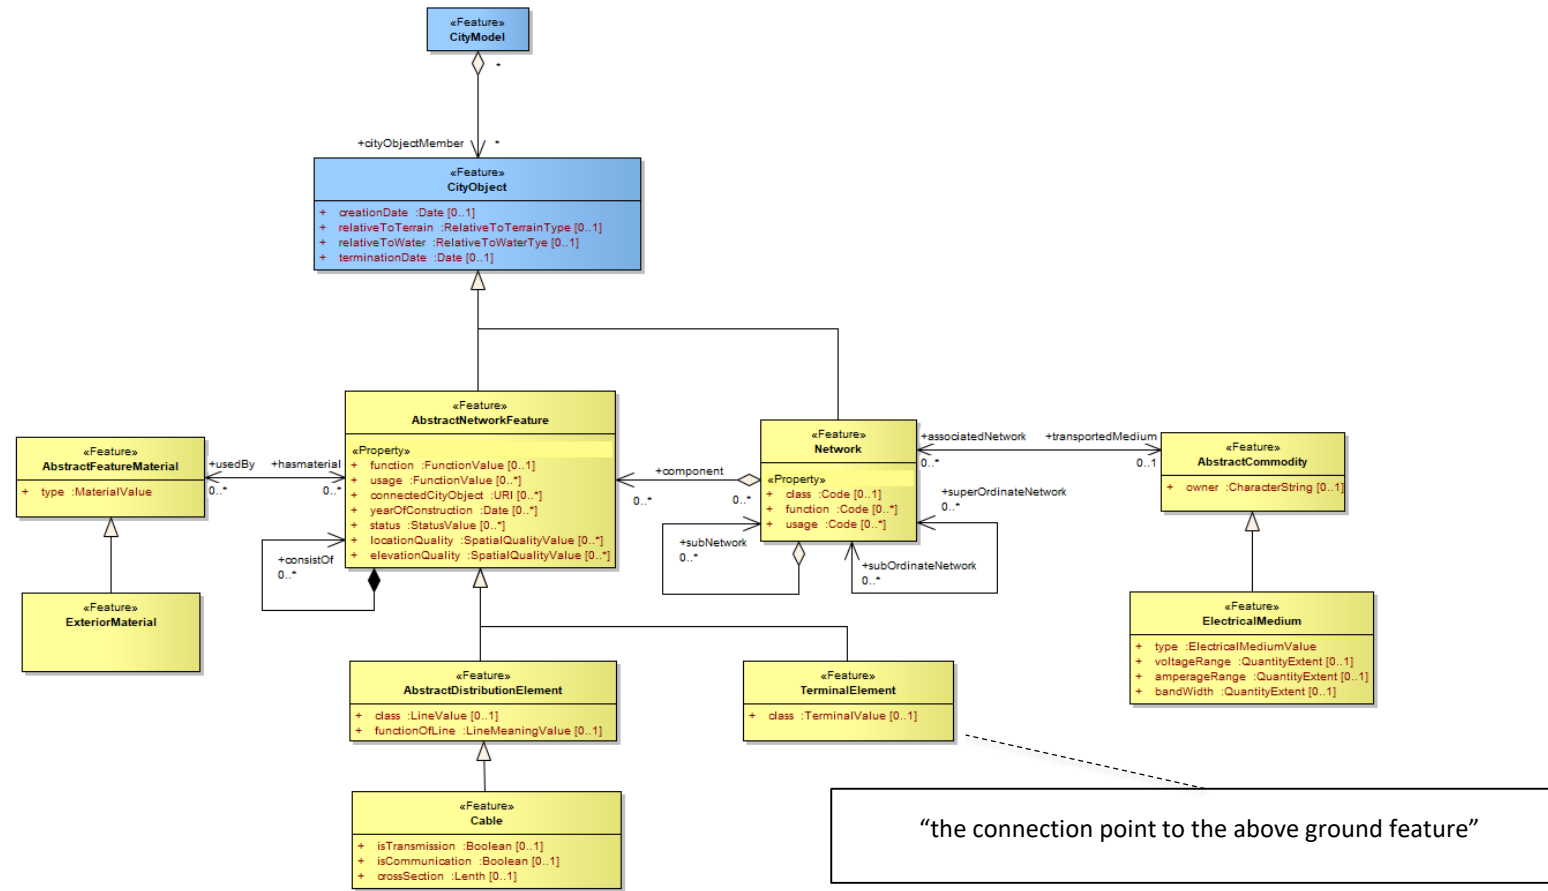 «Feature»
CityModel
*
+cityObjectMember
*
«Feature»
CityObject
+ creationDate :Date [0..1]
+ relativeToTerrain :RelativeToTerrainType [0..1]
+ relativeToWater :RelativeToWaterTye [0..1]
+ terminationDate :Date [0..1]
«Feature»
AbstractFeatureMaterial
+ type :MaterialValue
+usedBy
0..*
+hasmaterial
0..*
«Feature»
AbstractNetworkFeature
«Property»
+ function :FunctionValue [0..1]
+ usage :FunctionValue [0..*]
+ connectedCityObject :URI [0..*]
+ yearOfConstruction :Date [0..*]
+ status :StatusValue [0..*]
+ locationQuality :SpatialQualityValue [0..*]
+ elevationQuality :SpatialQualityValue [0..*]
+consistOf
0..*
+component
0..*
0..*
«Feature»
Network
«Property»
+ class :Code [0..1]
+ function :Code [0..*]
+ usage :Code [0..*]
+associatedNetwork
0..*
+transportedMedium
0..1
+superOrdinateNetwork
0..*
+subNetwork
0..*
+subOrdinateNetwork
0..*
«Feature»
AbstractCommodity
+ owner :CharacterString [0..1]
«Feature»
ExteriorMaterial
«Feature»
ElectricalMedium
+ type :ElectricalMediumValue
+ voltageRange :QuantityExtent [0..1]
+ amperageRange :QuantityExtent [0..1]
+ bandWidth :QuantityExtent [0..1]
«Feature»
AbstractDistributionElement
+ class :LineValue [0..1]
+ functionOfLine :LineMeaningValue [0..1]
«Feature»
TerminalElement
+ class :TerminalValue [0..1]
«Feature»
Cable
+ isTransmission :Boolean [0..1]
+ isCommunication :Boolean [0..1]
+ crossSection :Lenth [0..1]
“the connection point to the above ground feature”